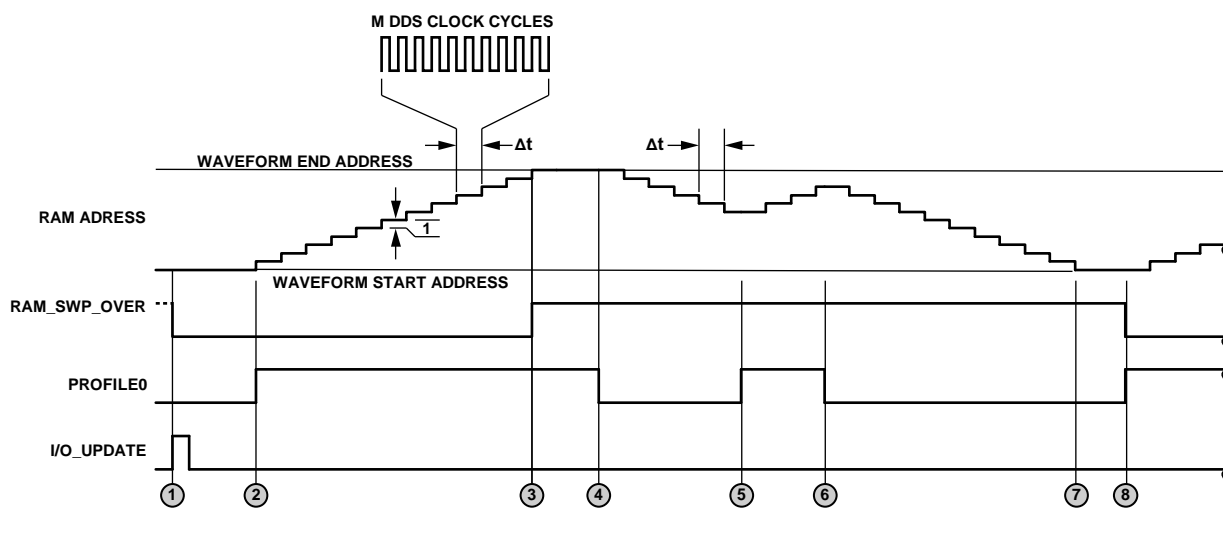 M DDS CLOCK CYCLES
Δt
Δt
WAVEFORM END ADDRESS
RAM ADRESS
1
WAVEFORM START ADDRESS
RAM_SWP_OVER
PROFILE0
I/O_UPDATE
1 2 3 4 5 6 7 8